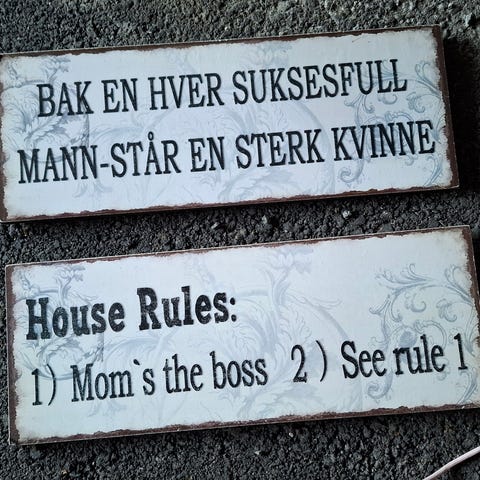 BAK EN HVER SUKSESFULL
MANN-STÅR EN STERK KVINNE
House Rules:
1) Mom`s the boss 2) See rule 1